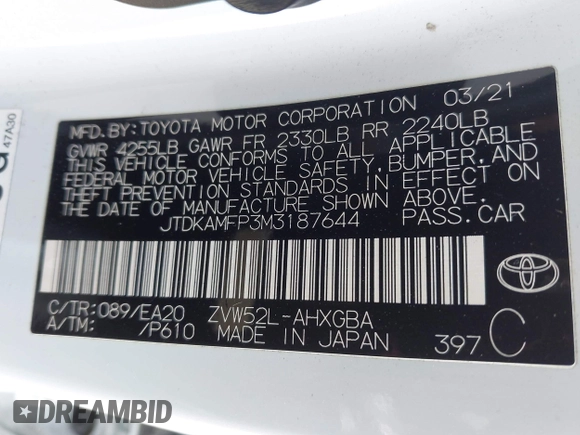 47A30
MFD.BY: TOYOTA MOTOR CORPORATION 03/21
GVWR 4255LB GAWR FR 2330LB RR 2240LB
THIS VEHICLE CONFORMS TO ALL APPLICABLE
FEDERAL MOTOR VEHICLE SAFETY,BUMPER,AND
THEFT PREVENTION STANDARDS IN EFFECT ON
THE DATE OF MANUFACTURE SHOWN ABOVE.
JTDKAMFP3M3187644 PASS.CAR
C/TR: 089/EA20 ZVW52L-AHXGBA
A/TM: /P610 MADE IN JAPAN 397 C
DREAMBID